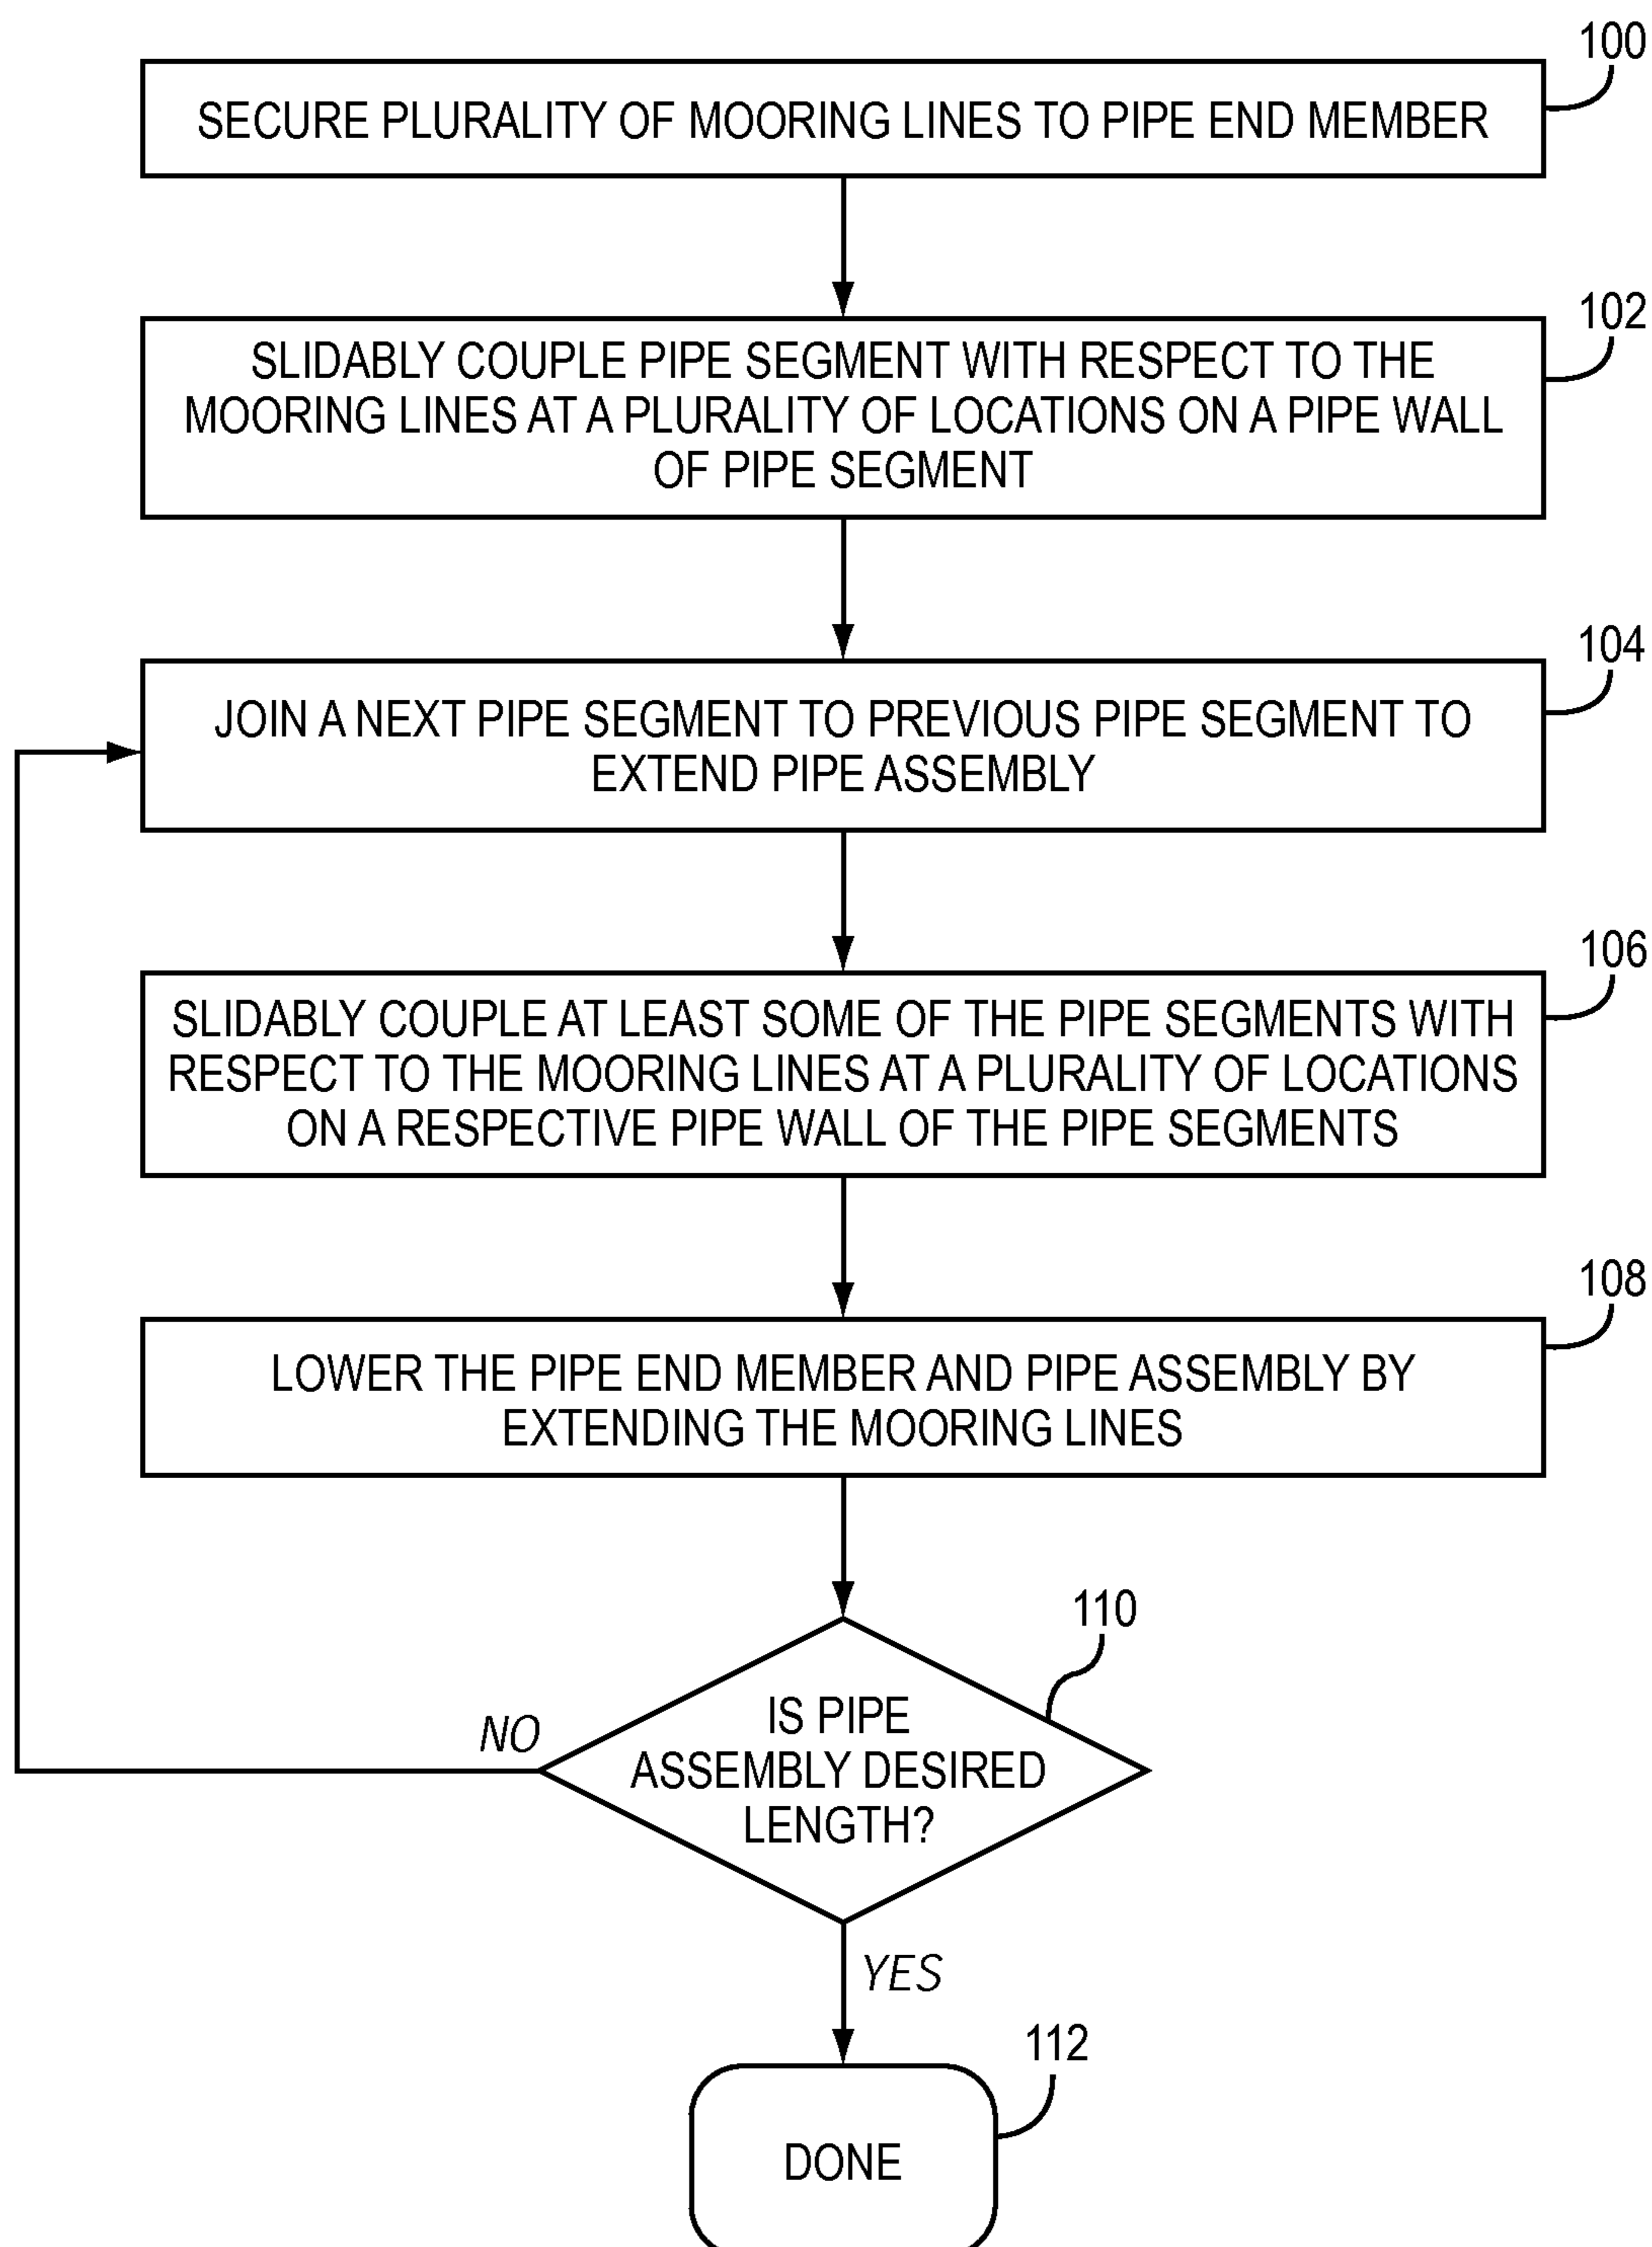 100
SECURE PLURALITY OF MOORING LINES TO PIPE END MEMBER
102
SLIDABLY COUPLE PIPE SEGMENT WITH RESPECT TO THE
MOORING LINES AT A PLURALITY OF LOCATIONS ON A PIPE WALL
OF PIPE SEGMENT
104
JOIN A NEXT PIPE SEGMENT TO PREVIOUS PIPE SEGMENT TO
EXTEND PIPE ASSEMBLY
106
SLIDABLY COUPLE AT LEAST SOME OF THE PIPE SEGMENTS WITH
RESPECT TO THE MOORING LINES AT A PLURALITY OF LOCATIONS
ON A RESPECTIVE PIPE WALL OF THE PIPE SEGMENTS
108
LOWER THE PIPE END MEMBER AND PIPE ASSEMBLY BY
EXTENDING THE MOORING LINES
110
NO
IS PIPE
ASSEMBLY DESIRED
LENGTH?
YES
112
DONE